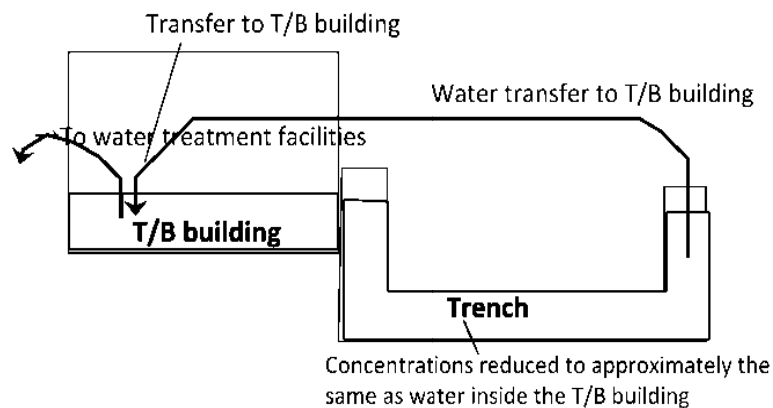 Transfer to T/B building
Water transfer to T/B building
To water treatment facilities
T/B building
Trench
Concentrations reduced to approximately the
same as water inside the T/B building